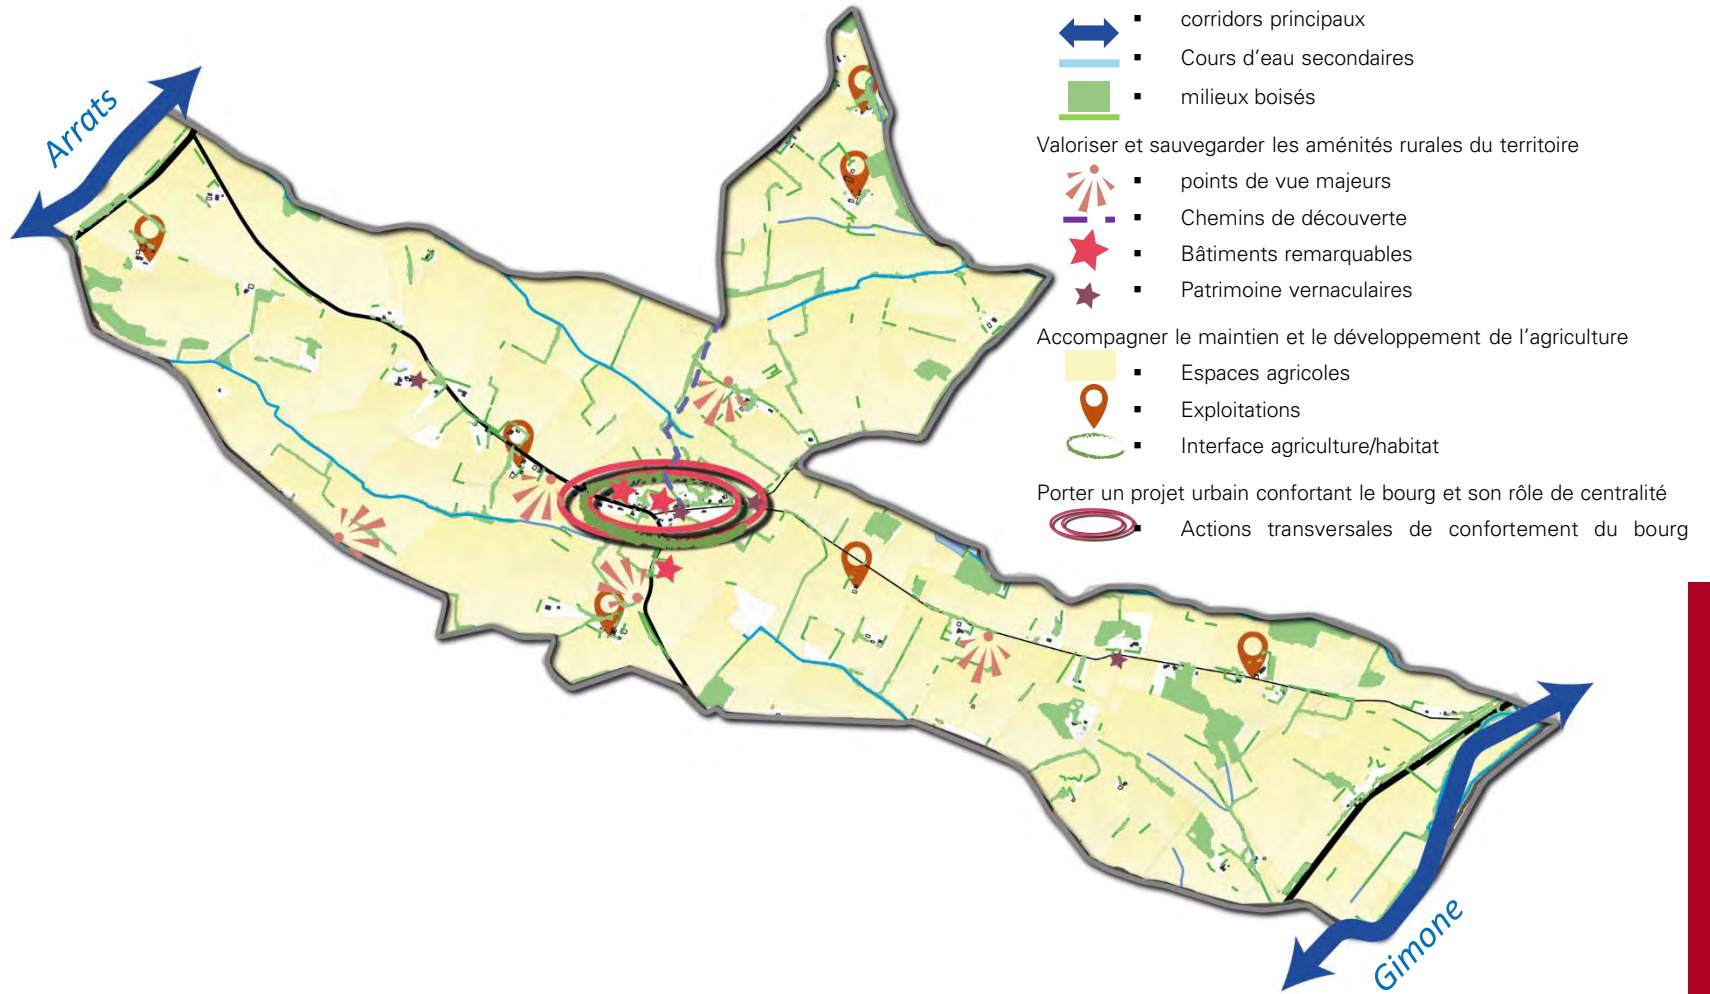 corridors principaux
Cours d'eau secondaires
milieux boisés
Valoriser et sauvegarder les aménités rurales du territoire
points de vue majeurs
Chemins de découverte
Bâtiments remarquables
Patrimoine vernaculaires
Accompagner le maintien et le développement de l'agriculture
Espaces agricoles
Exploitations
Interface agriculture/habitat
Porter un projet urbain confortant le bourg et son rôle de centralité
Actions transversales de confortement du bourg
Arrats
Gimone